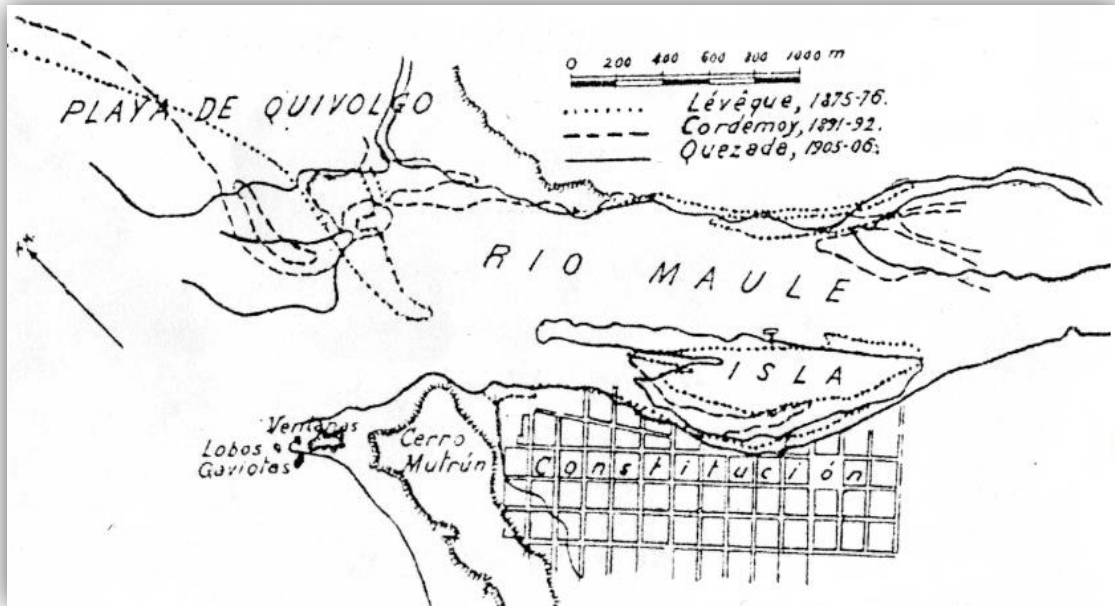 0 200 400 600 800 1000 m
Lévêque, 1875-76.
Cordemoy, 1891-92.
Quezada, 1905-06.
PLAYA DE QUIVOLGO
RIO MAULE
ISLA
Ventanas
Lobos
Gaviotas
Cerro
Mutrún
Constitución